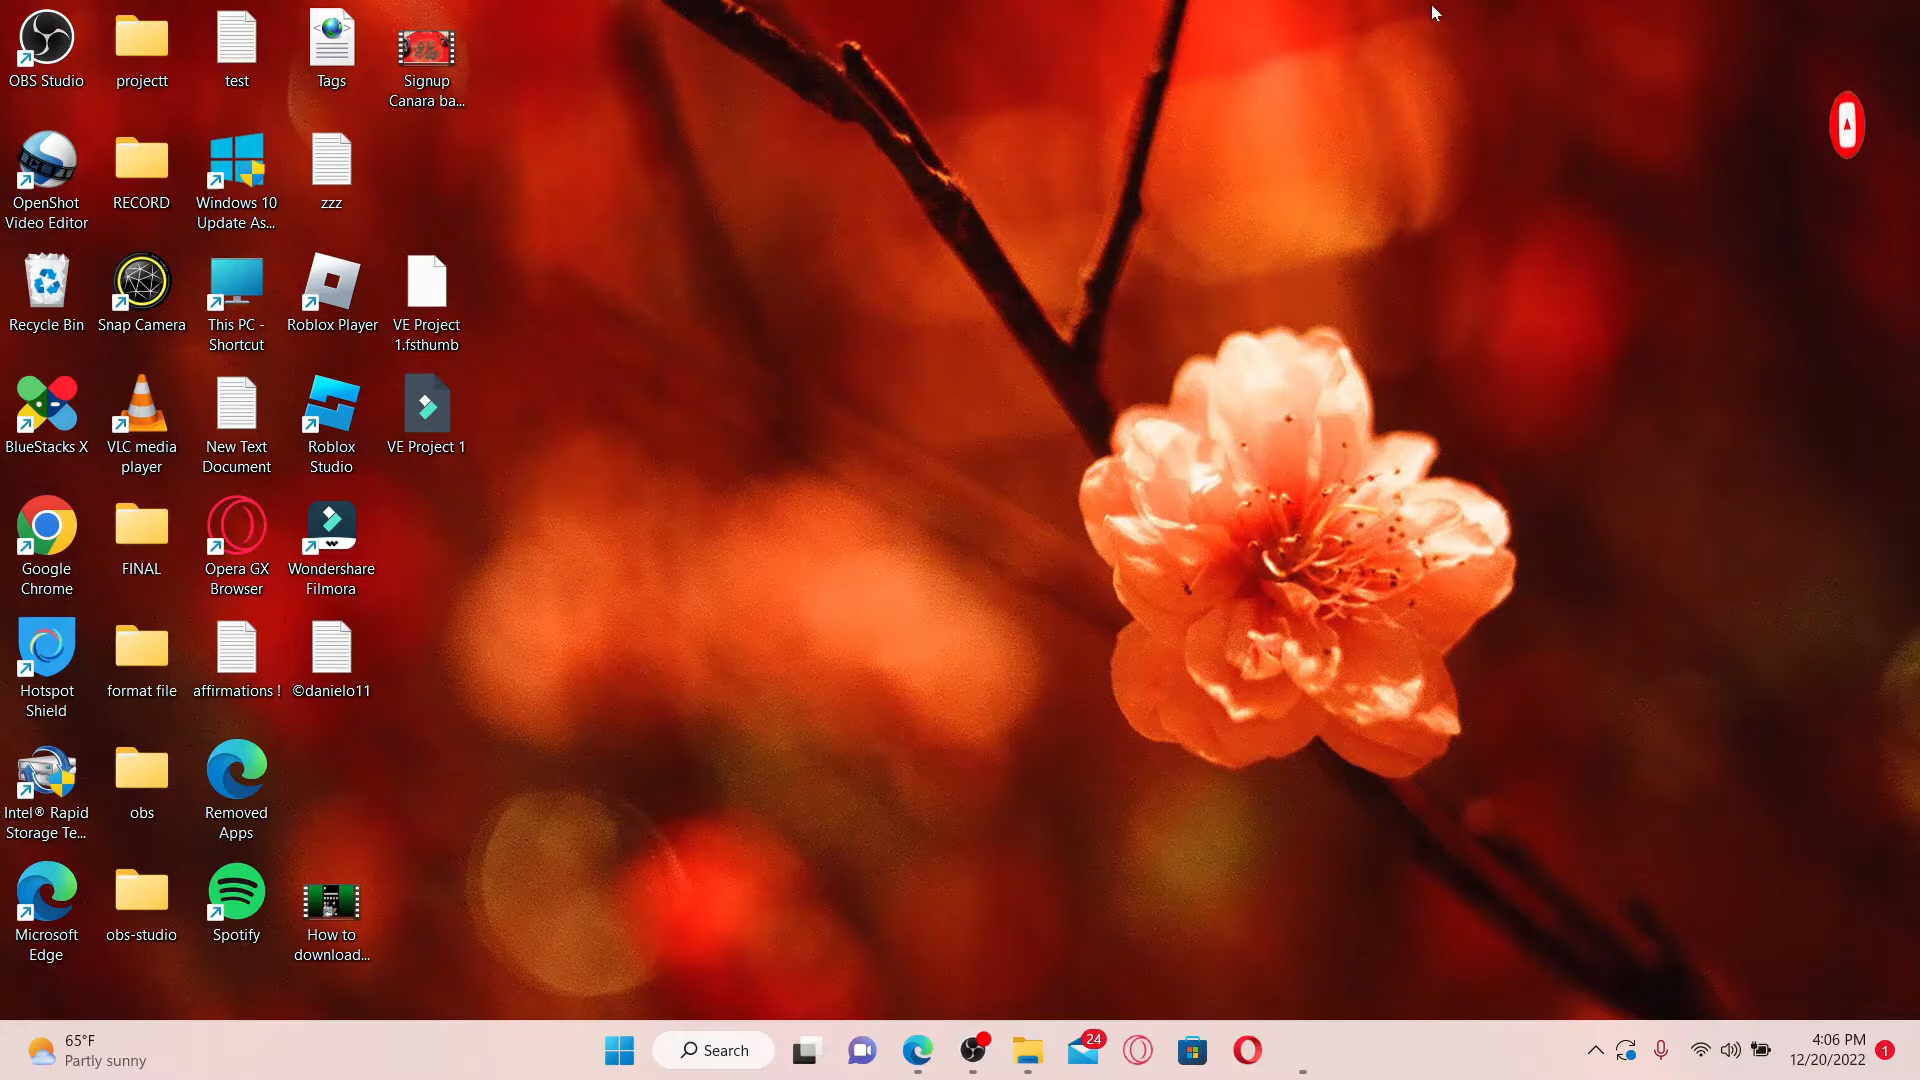 OBS Studio
projectt
test
Tags
Signup
Canara ba...
OpenShot
Video Editor
RECORD
Windows 10
Update As...
zzz
Recycle Bin
Snap Camera
This PC -
Shortcut
Roblox Player
VE Project
1.fsthumb
BlueStacks X
VLC media
player
New Text
Document
Roblox
Studio
VE Project 1
Google
Chrome
FINAL
Opera GX
Browser
Wondershare
Filmora
Hotspot
Shield
format file
affirmations !
©danielo11
Intel® Rapid
Storage Te...
obs
Removed
Apps
Microsoft
Edge
obs-studio
Spotify
How to
download...
65°F
Partly sunny
Search
24
4:06 PM
12/20/2022
1